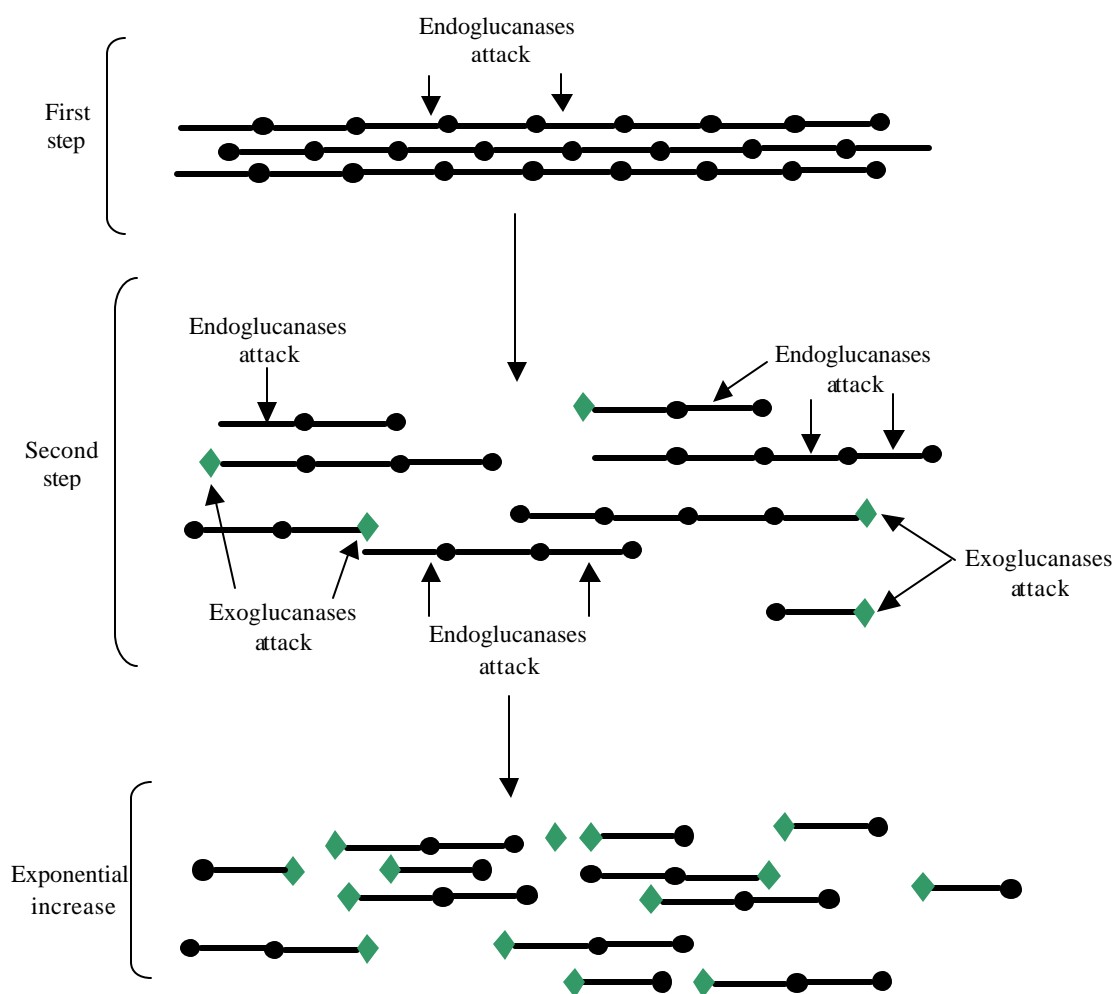 Endoglucanases
attack
First
step
Endoglucanases
attack
Endoglucanases
attack
Second
step
Exoglucanases
attack
Exoglucanases
attack
Endoglucanases
attack
Exponential
increase